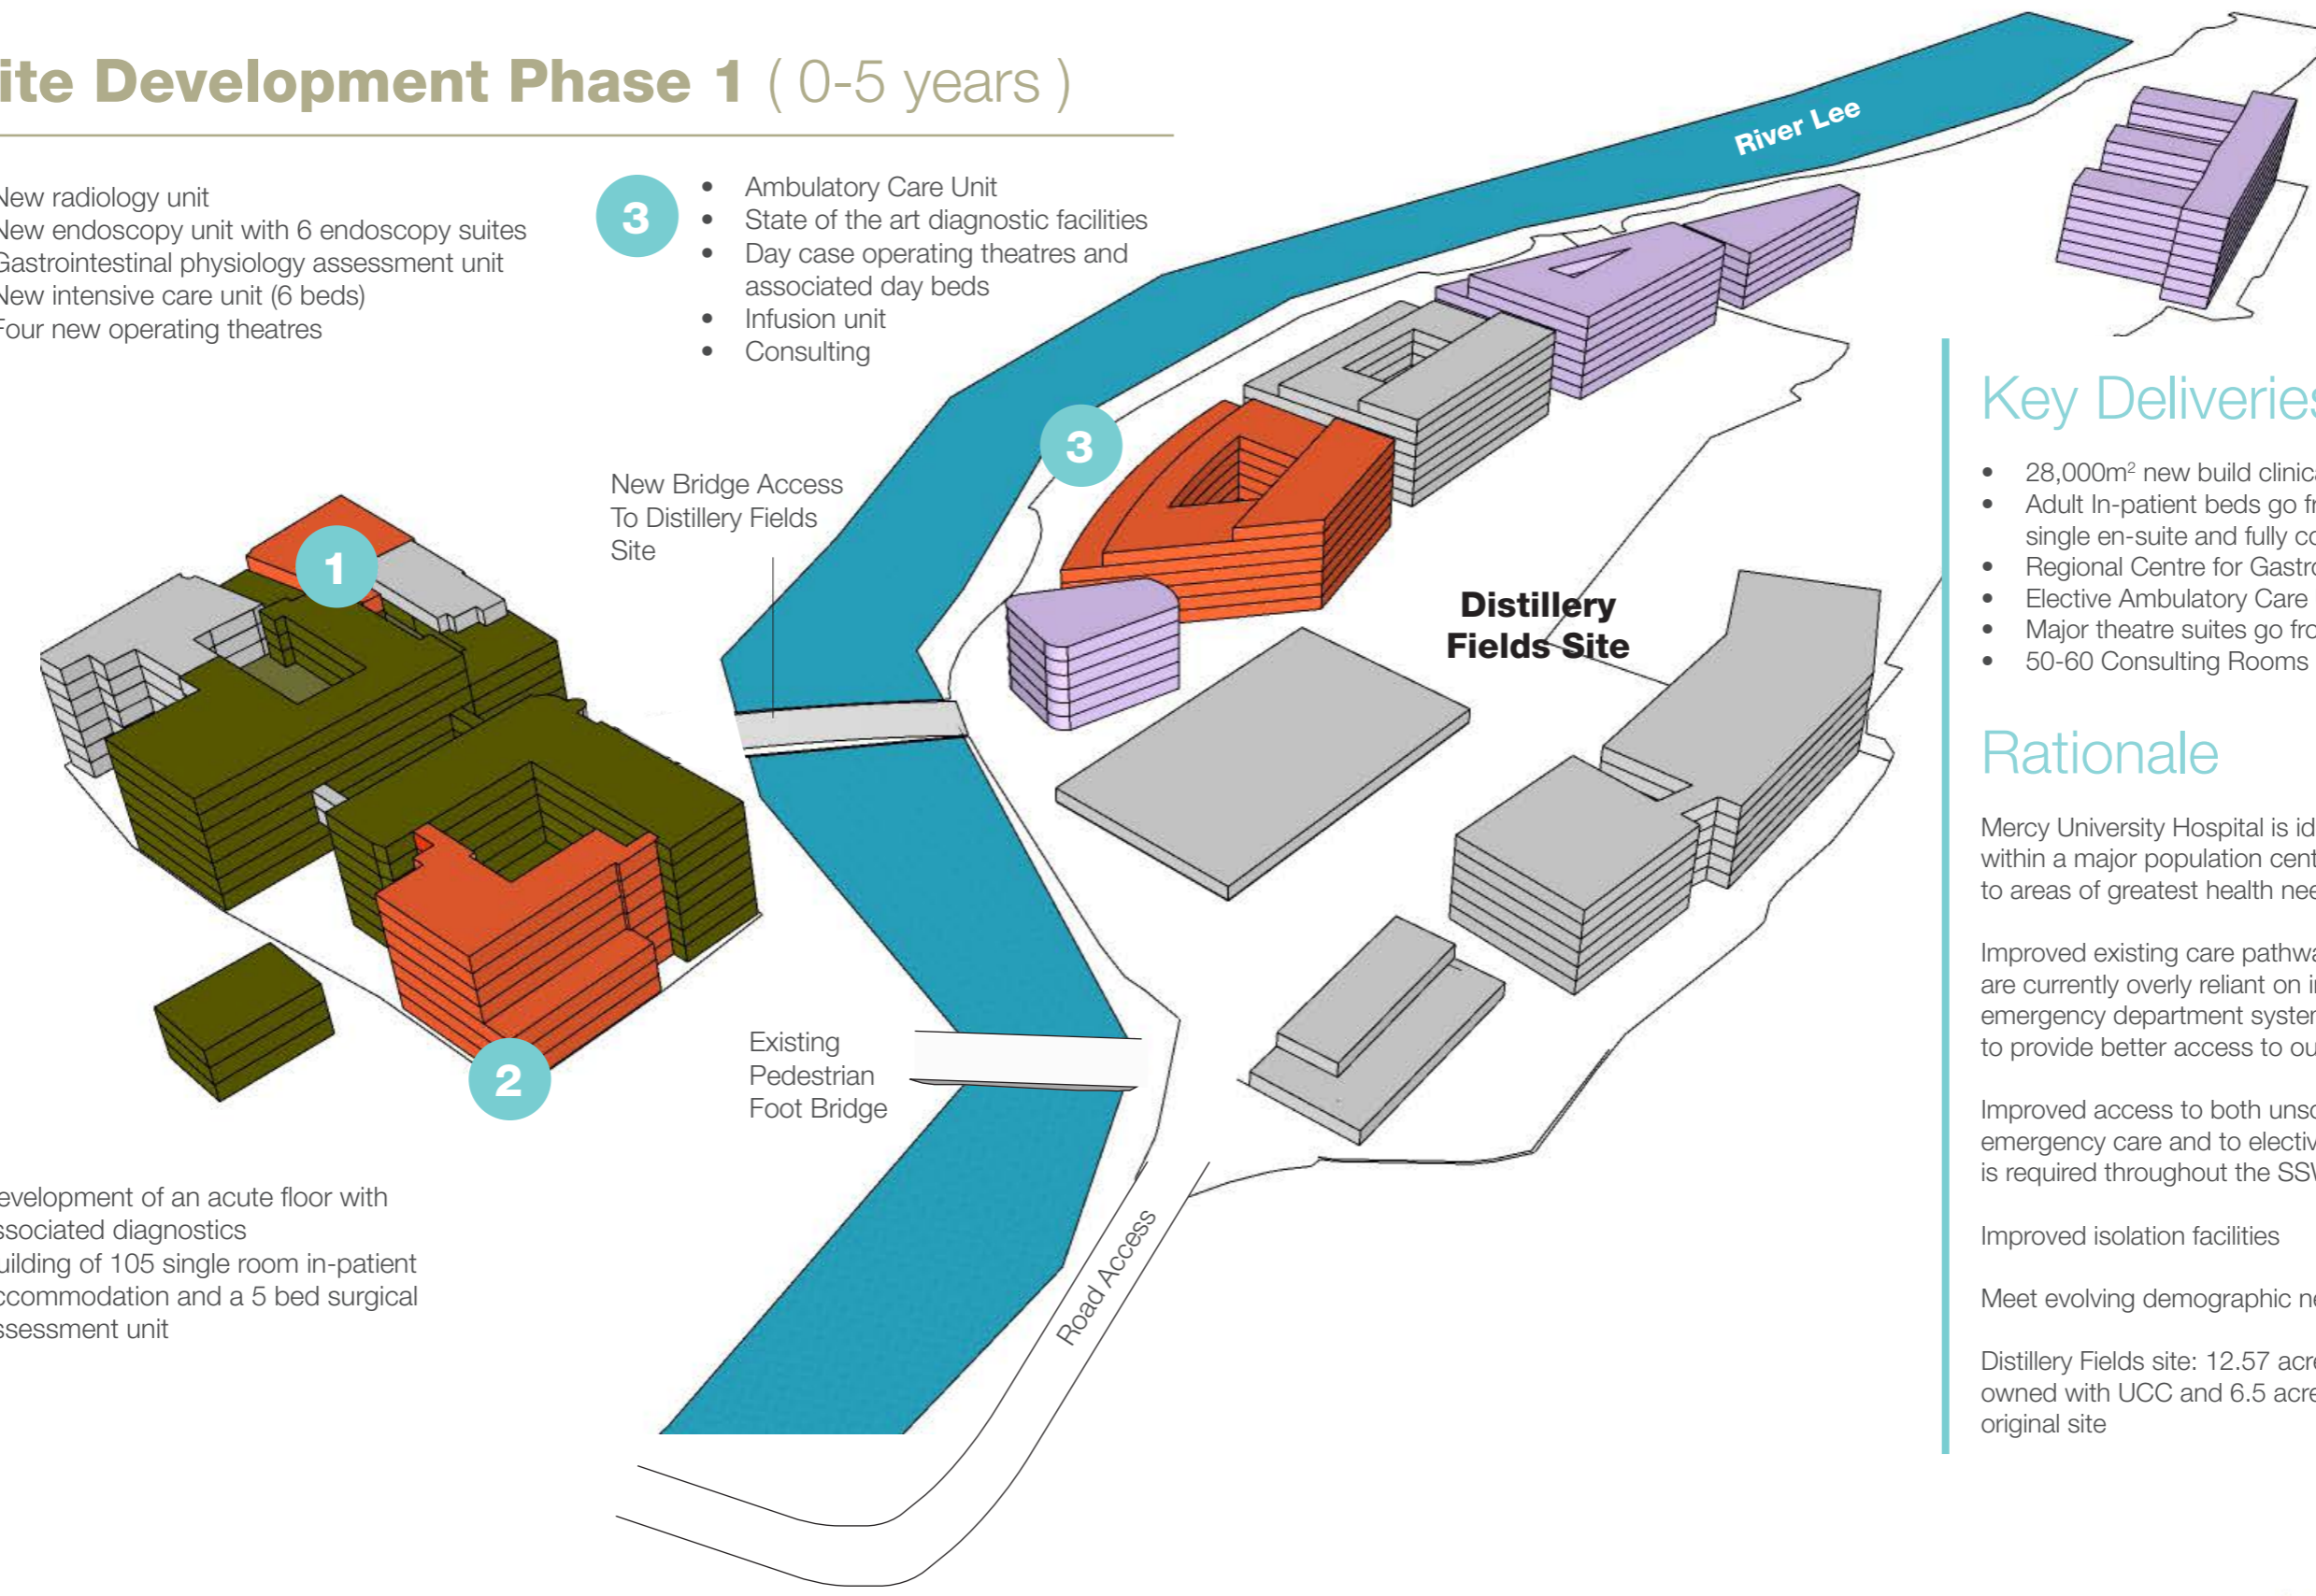 ite Development Phase 1 ( 0-5 years )
New radiology unit
New endoscopy unit with 6 endoscopy suites
Gastrointestinal physiology assessment unit
New intensive care unit (6 beds)
Four new operating theatres
3
• Ambulatory Care Unit
• State of the art diagnostic facilities
• Day case operating theatres and
associated day beds
• Infusion unit
• Consulting
River Lee
3
New Bridge Access
To Distillery Fields
Site
1
Distillery
Fields Site
2
Existing
Pedestrian
Foot Bridge
Road Access
evelopment of an acute floor with
ssociated diagnostics
uilding of 105 single room in-patient
ccommodation and a 5 bed surgical
ssessment unit
Key Deliveries
• 28,000m² new build clinica
• Adult In-patient beds go fr
single en-suite and fully co
• Regional Centre for Gastro
• Elective Ambulatory Care
• Major theatre suites go fro
• 50-60 Consulting Rooms
Rationale
Mercy University Hospital is id
within a major population cent
to areas of greatest health nee
Improved existing care pathwa
are currently overly reliant on i
emergency department system
to provide better access to ou
Improved access to both unsc
emergency care and to electiv
is required throughout the SSW
Improved isolation facilities
Meet evolving demographic ne
Distillery Fields site: 12.57 acre
owned with UCC and 6.5 acre
original site